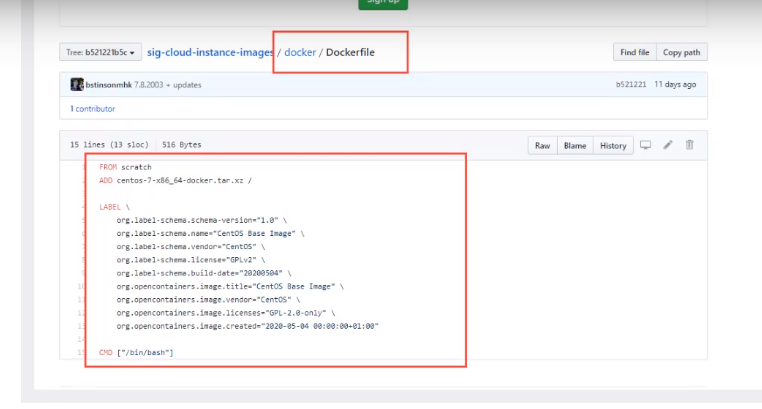 Sign up
Tree: b521221b5c sig-cloud-instance-images / docker / Dockerfile Find file Copy path
bstinsonmhk 7.8.2003 + updates b521221 11 days ago
1 contributor
15 lines (13 sloc) 516 Bytes Raw Blame History
FROM scratch
ADD centos-7-x86_64-docker.tar.xz /
LABEL \
org.label-schema.schema-version="1.0" \
org.label-schema.name="CentOS Base Image" \
org.label-schema.vendor="CentOS" \
org.label-schema.license="GPLv2" \
org.label-schema.build-date="20200504" \
org.opencontainers.image.title="CentOS Base Image" \
org.opencontainers.image.vendor="CentOS" \
org.opencontainers.image.licenses="GPL-2.0-only" \
org.opencontainers.image.created="2020-05-04 00:00:00+01:00"
CMD ["/bin/bash"]